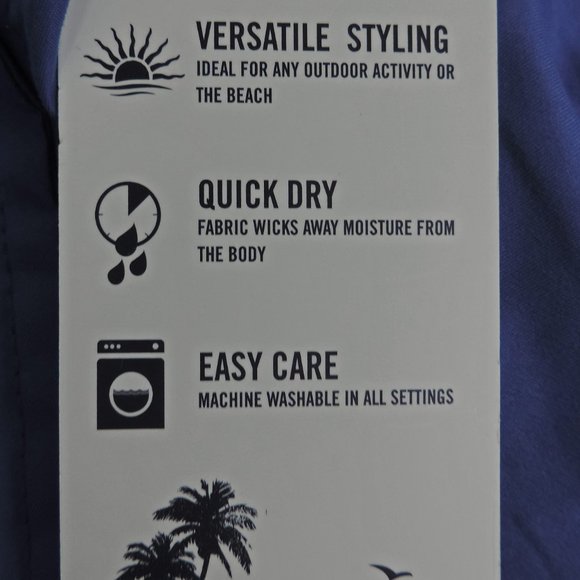 VERSATILE STYLING
IDEAL FOR ANY OUTDOOR ACTIVITY OR
THE BEACH
QUICK DRY
FABRIC WICKS AWAY MOISTURE FROM
THE BODY
EASY CARE
MACHINE WASHABLE IN ALL SETTINGS